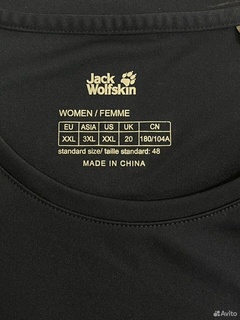 Jack
Wolfskin
WOMEN / FEMME
EU ASIA US UK CN
XXL 3XL XXL 20 180/104A
standard size/ taille standard: 48
MADE IN CHINA
Avito